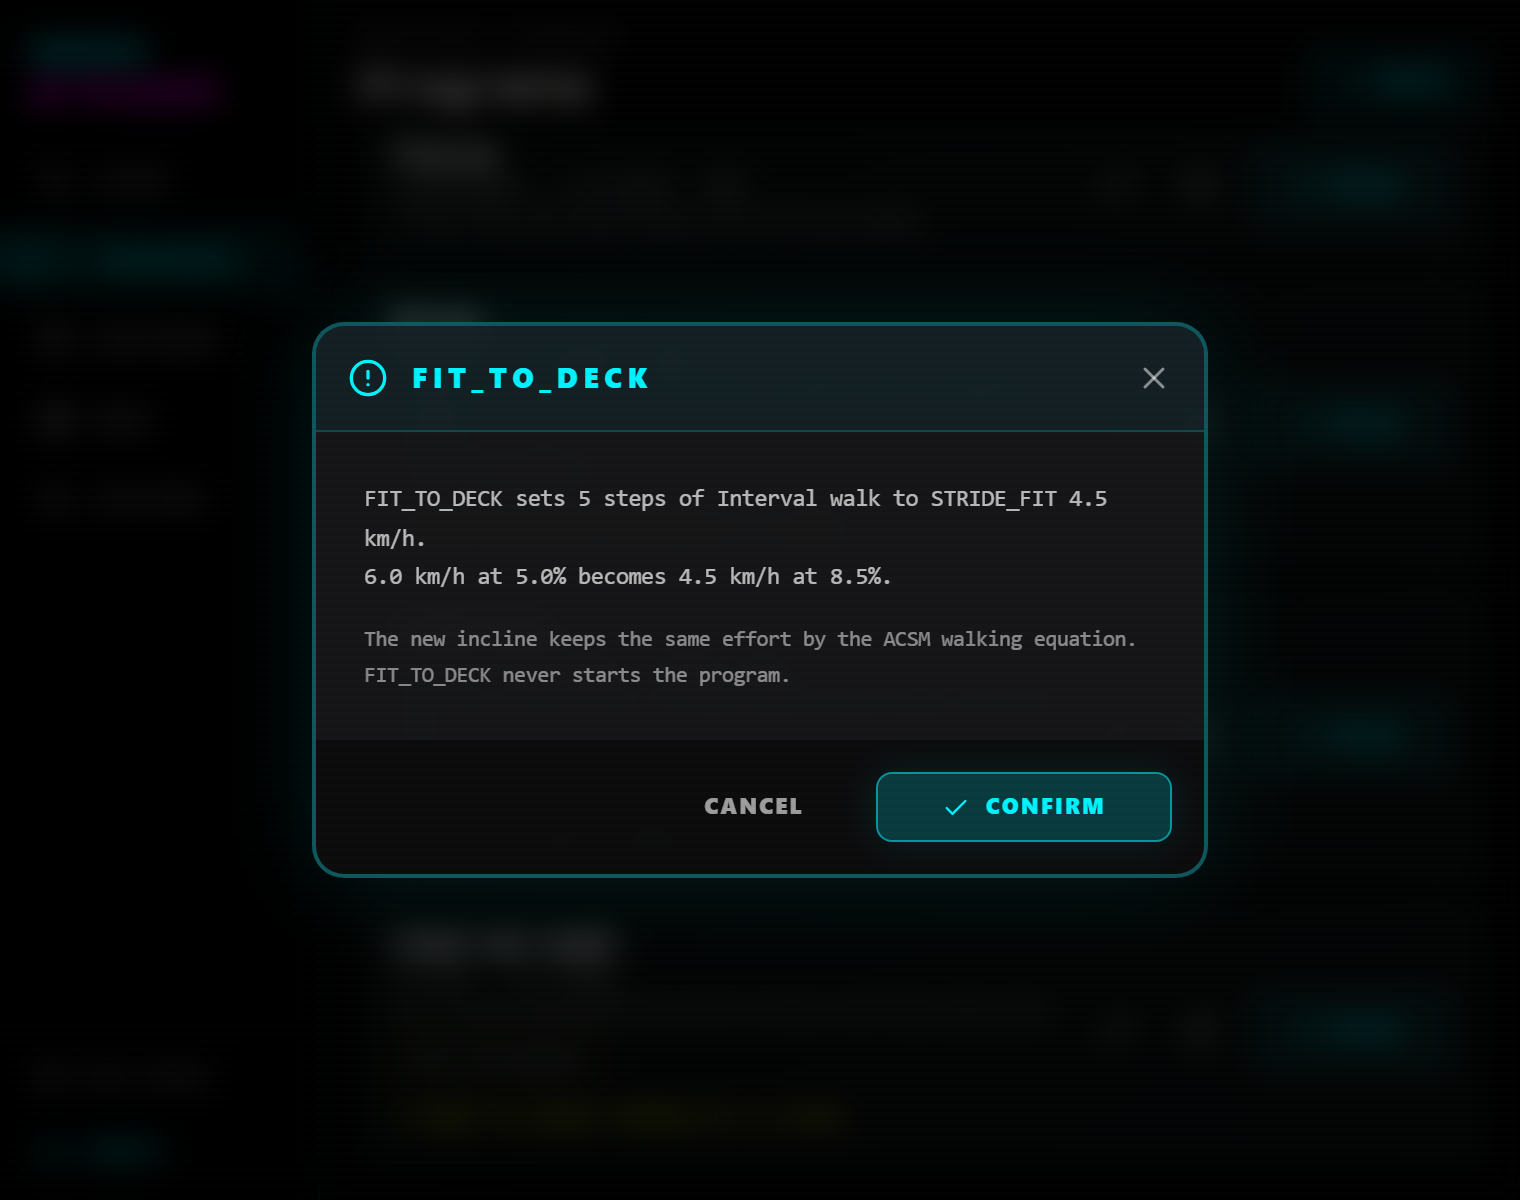 FIT_TO_DECK
FIT_TO_DECK sets 5 steps of Interval walk to STRIDE_FIT 4.5
km/h.
6.0 km/h at 5.0% becomes 4.5 km/h at 8.5%.
The new incline keeps the same effort by the ACSM walking equation.
FIT_TO_DECK never starts the program.
CANCEL
CONFIRM